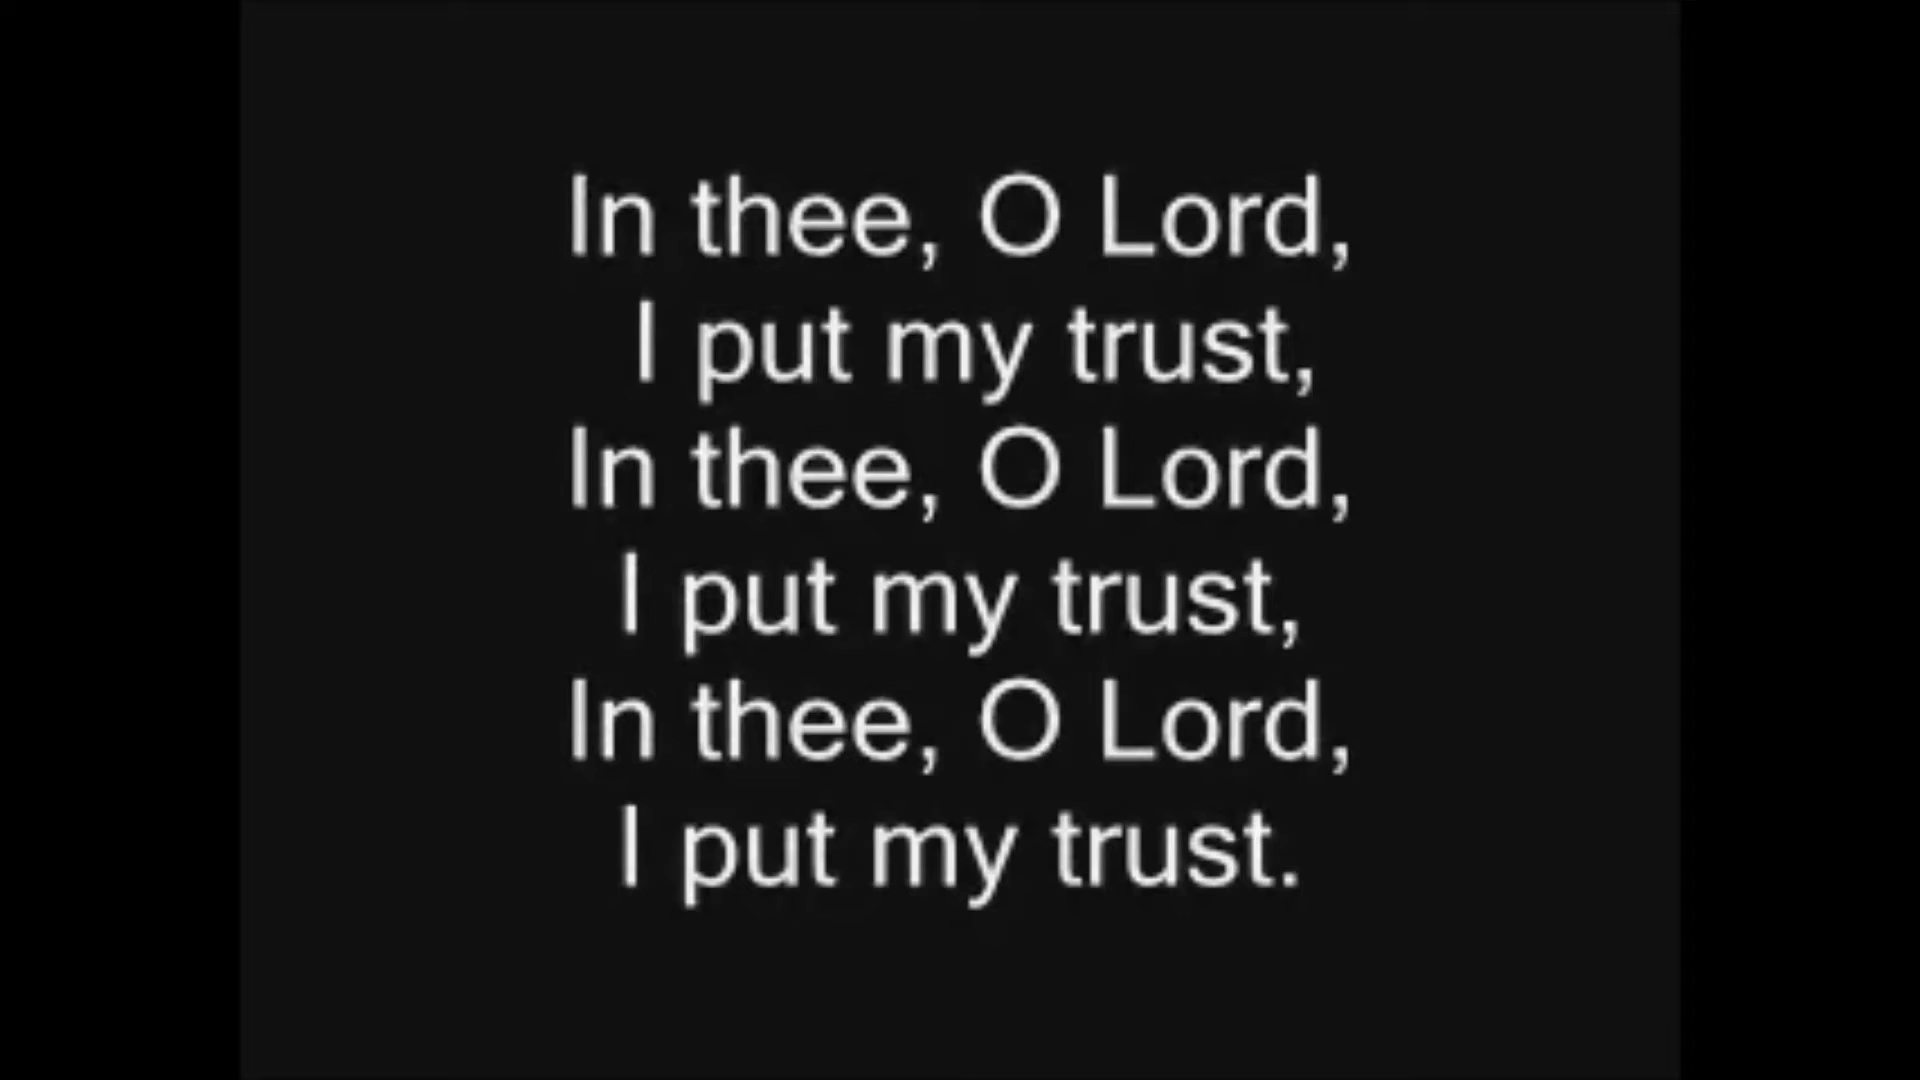 In thee, O Lord,
I put my trust,
In thee, O Lord,
I put my trust,
In thee, O Lord,
I put my trust.